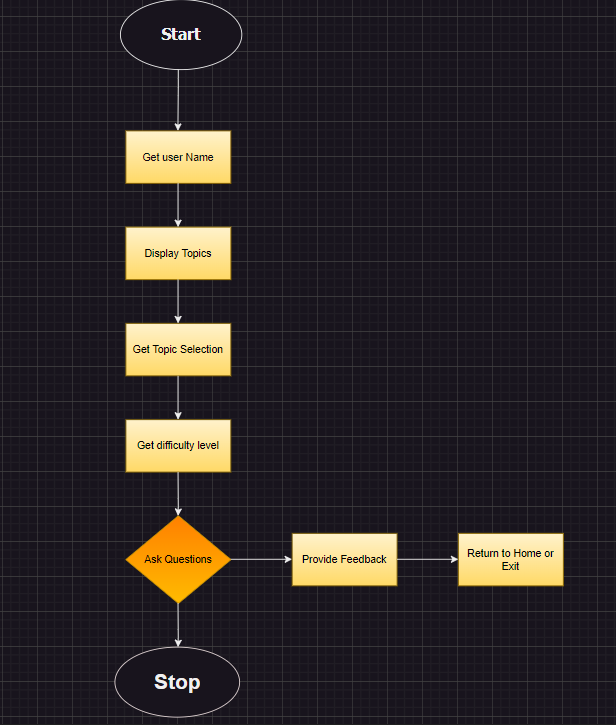 Start
Get user Name
Display Topics
Get Topic Selection
Get difficulty level
Ask Questions
Provide Feedback
Return to Home or
Exit
Stop